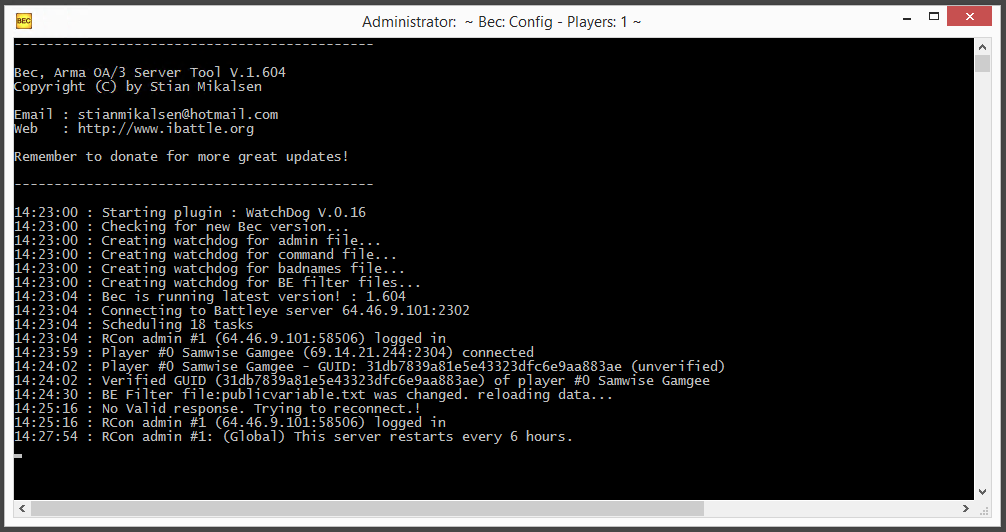 BEC
Administrator: ~ Bec: Config - Players: 1 ~
---------------------------------------------
Bec, Arma OA/3 Server Tool V.1.604
Copyright (C) by Stian Mikalsen
Email : stianmikalsen@hotmail.com
Web   : http://www.ibattle.org
Remember to donate for more great updates!
---------------------------------------------
14:23:00 : Starting plugin : WatchDog V.0.16
14:23:00 : Checking for new Bec version...
14:23:00 : Creating watchdog for admin file...
14:23:00 : Creating watchdog for command file...
14:23:00 : Creating watchdog for badnames file...
14:23:00 : Creating watchdog for BE filter files...
14:23:04 : Bec is running latest version! : 1.604
14:23:04 : Connecting to Battleye server 64.46.9.101:2302
14:23:04 : Scheduling 18 tasks
14:23:04 : RCon admin #1 (64.46.9.101:58506) logged in
14:23:59 : Player #0 Samwise Gamgee (69.14.21.244:2304) connected
14:24:02 : Player #0 Samwise Gamgee - GUID: 31db7839a81e5e43323dfc6e9aa883ae (unverified)
14:24:02 : Verified GUID (31db7839a81e5e43323dfc6e9aa883ae) of player #0 Samwise Gamgee
14:24:30 : BE Filter file:publicvariable.txt was changed. reloading data...
14:25:16 : No Valid response. Trying to reconnect.!
14:25:16 : RCon admin #1 (64.46.9.101:58506) logged in
14:27:54 : RCon admin #1: (Global) This server restarts every 6 hours.